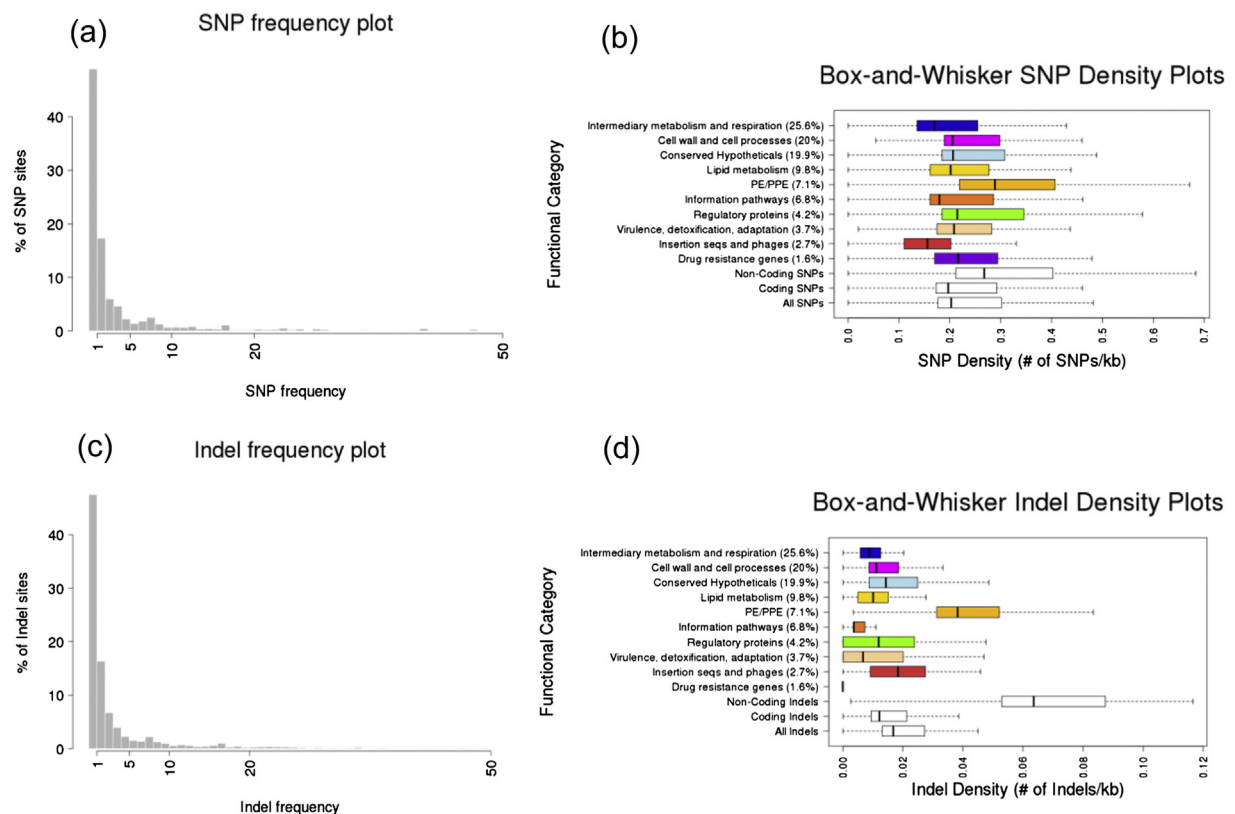 (a)
SNP frequency plot
% of SNP sites
40
30
20
10
0
1
5
10
20
50
SNP frequency
(b)
Box-and-Whisker SNP Density Plots
Functional Category
Intermediary metabolism and respiration (25.6%)
Cell wall and cell processes (20%)
Conserved Hypotheticals (19.9%)
Lipid metabolism (9.8%)
PE/PPE (7.1%)
Information pathways (6.8%)
Regulatory proteins (4.2%)
Virulence, detoxification, adaptation (3.7%)
Insertion seqs and phages (2.7%)
Drug resistance genes (1.6%)
Non-Coding SNPs
Coding SNPs
All SNPs
0.0
0.1
0.2
0.3
0.4
0.5
0.6
0.7
SNP Density (# of SNPs/kb)
(c)
Indel frequency plot
% of Indel sites
40
30
20
10
0
1
5
10
20
50
Indel frequency
(d)
Box-and-Whisker Indel Density Plots
Functional Category
Intermediary metabolism and respiration (25.6%)
Cell wall and cell processes (20%)
Conserved Hypotheticals (19.9%)
Lipid metabolism (9.8%)
PE/PPE (7.1%)
Information pathways (6.8%)
Regulatory proteins (4.2%)
Virulence, detoxification, adaptation (3.7%)
Insertion seqs and phages (2.7%)
Drug resistance genes (1.6%)
Non-Coding Indels
Coding Indels
All Indels
0.00
0.02
0.04
0.06
0.08
0.10
0.12
Indel Density (# of Indels/kb)